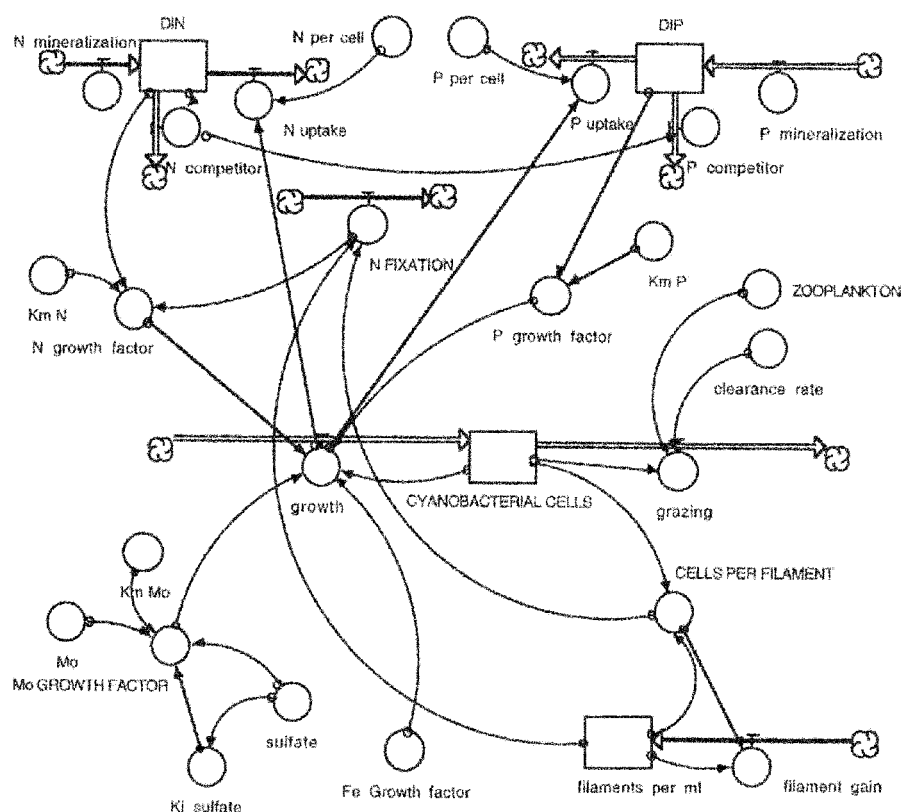 DIN
DIP
N mineralization
N per cell
P per cell
N uptake
P uptake
P mineralization
N competitor
P competitor
N FIXATION
Km N
Km P
ZOOPLANKTON
N growth factor
P growth factor
clearance rate
growth
CYANOBACTERIAL CELLS
grazing
CELLS PER FILAMENT
Km Mo
Mo
Mo GROWTH FACTOR
sulfate
Ki sulfate
Fe Growth factor
filaments per ml
filament gain